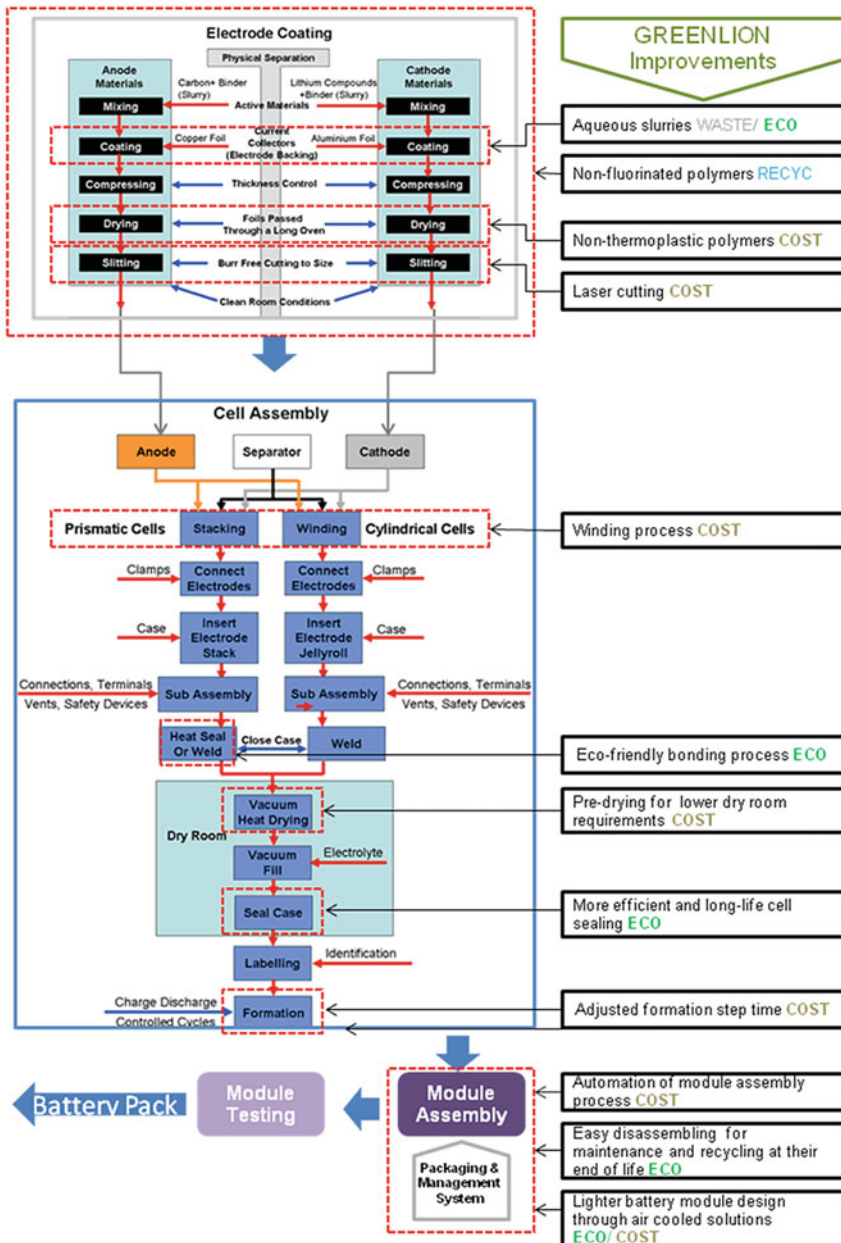 Electrode Coating
Physical Separation
Anode
Materials
Cathode
Materials
Carbon+ Binder
(Slurry)
Lithium Compounds
+Binder (Slurry)
Mixing
Active Materials
Mixing
Coating
Copper Foil
Current
Collectors
(Electrode Backing)
Aluminium Foil
Coating
Compressing
Thickness Control
Compressing
Drying
Foils Passed
Through a Long Oven
Drying
Slitting
Burr Free Cutting to Size
Slitting
Clean Room Conditions
GREENLION
Improvements
Aqueous slurries WASTE/ ECO
Non-fluorinated polymers RECYC
Non-thermoplastic polymers COST
Laser cutting COST
Cell Assembly
Anode
Separator
Cathode
Prismatic Cells
Stacking
Winding
Cylindrical Cells
Winding process COST
Clamps
Connect
Electrodes
Connect
Electrodes
Clamps
Case
Insert
Electrode
Stack
Insert
Electrode
Jellyroll
Case
Connections, Terminals
Vents, Safety Devices
Sub Assembly
Sub Assembly
Connections, Terminals
Vents, Safety Devices
Heat Seal
Or Weld
Close Case
Weld
Eco-friendly bonding process ECO
Dry Room
Vacuum
Heat Drying
Pre-drying for lower dry room
requirements COST
Vacuum
Fill
Electrolyte
Seal Case
More efficient and long-life cell
sealing ECO
Labelling
Identification
Charge Discharge
Controlled Cycles
Formation
Adjusted formation step time COST
Battery Pack
Module
Testing
Module
Assembly
Packaging &
Management
System
Automation of module assembly
process COST
Easy disassembling for
maintenance and recycling at their
end of life ECO
Lighter battery module design
through air cooled solutions
ECO/ COST